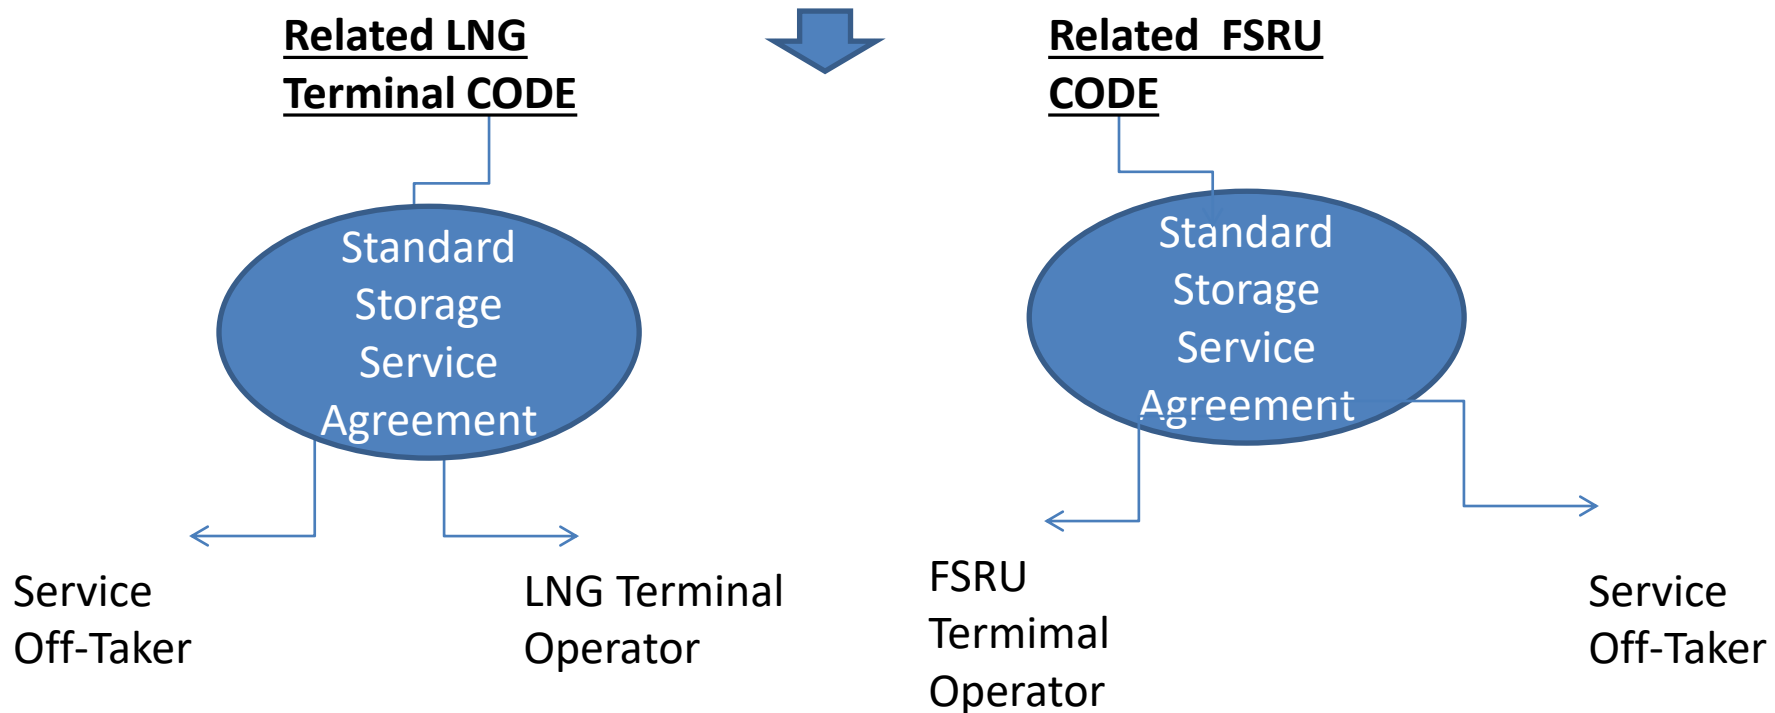 Related LNG
Terminal CODE
Related FSRU
CODE
Standard
Storage
Service
Agreement
Standard
Storage
Service
Agreement
Service
Off-Taker
LNG Terminal
Operator
FSRU
Termimal
Operator
Service
Off-Taker